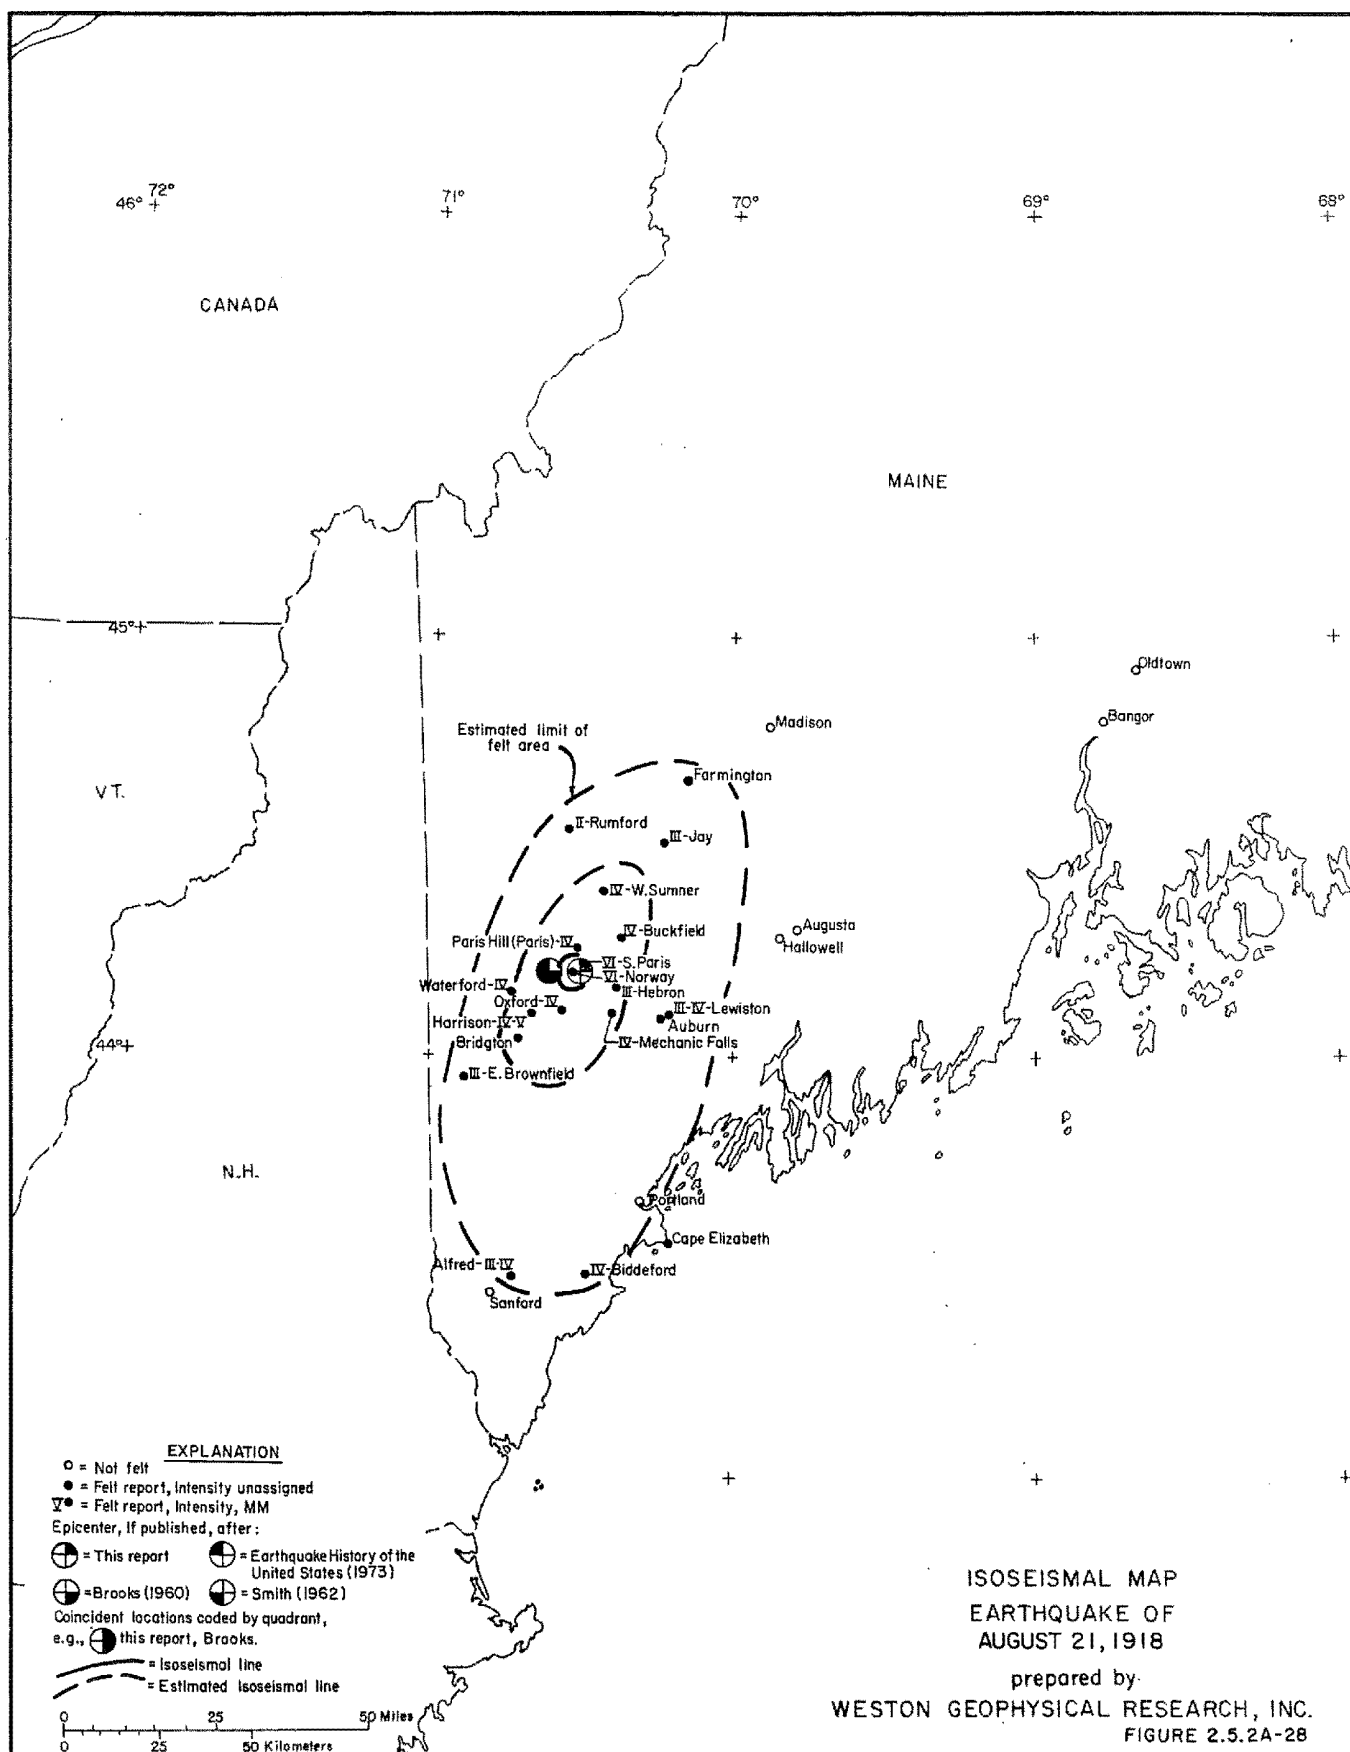 72°
46°
71°
70°
69°
68°
CANADA
MAINE
45°
Oldtown
Bangor
Madison
Estimated limit of
felt area
Farmington
VT.
II-Rumford
III-Jay
IV-W.Sumner
Augusta
Hallowell
IV-Buckfield
Paris Hill (Paris)-IV
VI-S.Paris
VI-Norway
Waterford-IV
III-Hebron
Oxford-IV
III-IV-Lewiston
Harrison-IV-V
Auburn
Bridgton
IV-Mechanic Falls
44°
III-E. Brownfield
N.H.
Portland
Cape Elizabeth
Alfred-III-IV
IV-Biddeford
Sanford
EXPLANATION
o = Not felt
• = Felt report, Intensity unassigned
V• = Felt report, Intensity, MM
Epicenter, If published, after:
= This report
= Earthquake History of the
United States (1973)
= Brooks (1960)
= Smith (1962)
Coincident locations coded by quadrant,
e.g., this report, Brooks.
= Isoseismal line
= Estimated Isoseismal line
0 25 50 Miles
0 25 50 Kilometers
ISOSEISMAL MAP
EARTHQUAKE OF
AUGUST 21, 1918
prepared by
WESTON GEOPHYSICAL RESEARCH, INC.
FIGURE 2.5.2A-28